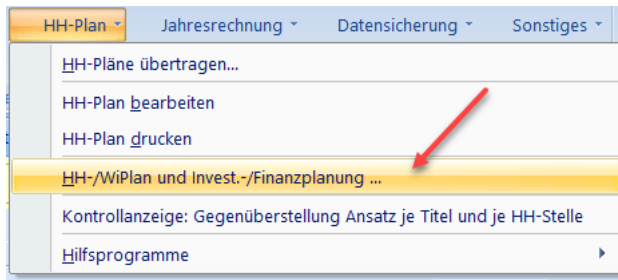 HH-Plan Jahresrechnung Datensicherung Sonstiges
HH-Pläne übertragen...
HH-Plan bearbeiten
HH-Plan drucken
HH-/WiPlan und Invest.-/Finanzplanung ...
Kontrollanzeige: Gegenüberstellung Ansatz je Titel und je HH-Stelle
Hilfsprogramme